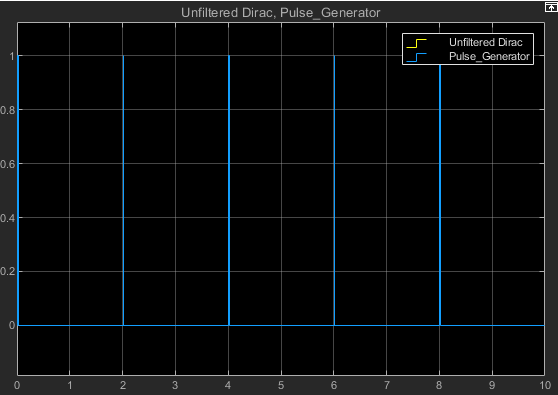 Unfiltered Dirac, Pulse_Generator
Unfiltered Dirac
Pulse_Generator
1
0.8
0.6
0.4
0.2
0
0 1 2 3 4 5 6 7 8 9 10